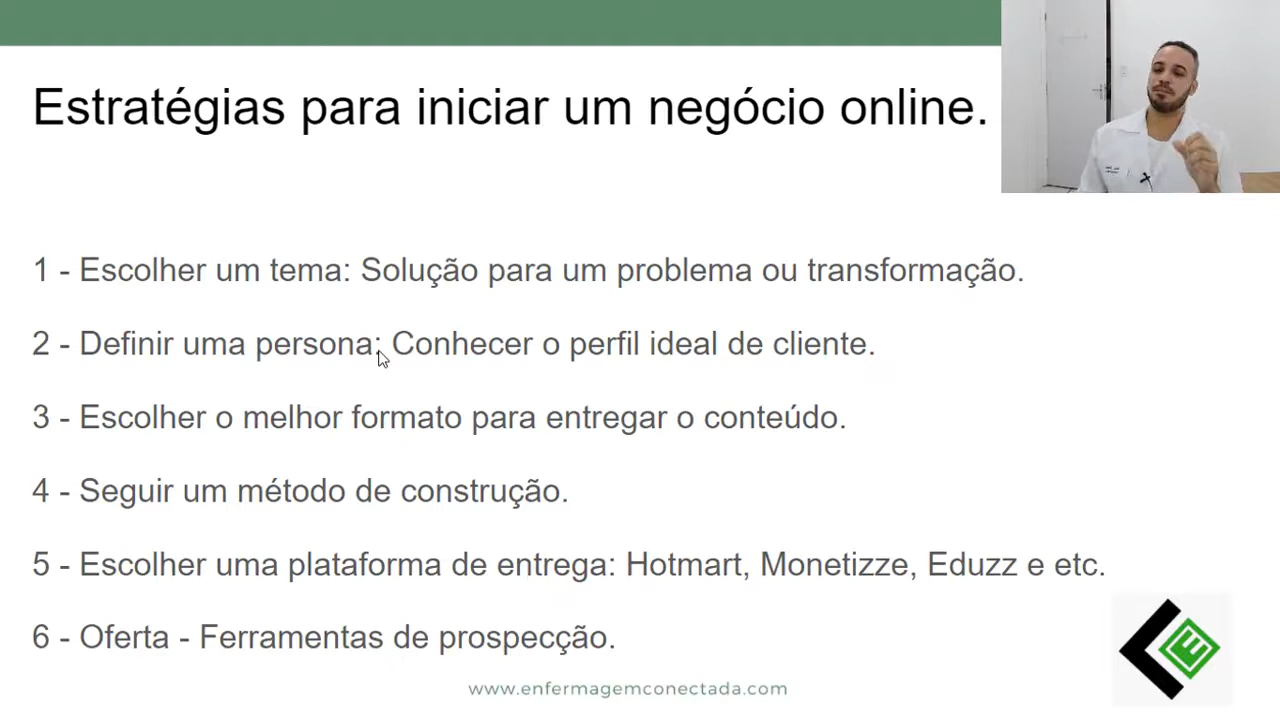 Estratégias para iniciar um negócio online.
1 - Escolher um tema: Solução para um problema ou transformação.
2 - Definir uma persona: Conhecer o perfil ideal de cliente.
3 - Escolher o melhor formato para entregar o conteúdo.
4 - Seguir um método de construção.
5 - Escolher uma plataforma de entrega: Hotmart, Monetizze, Eduzz e etc.
6 - Oferta - Ferramentas de prospecção.
www.enfermagemconectada.com